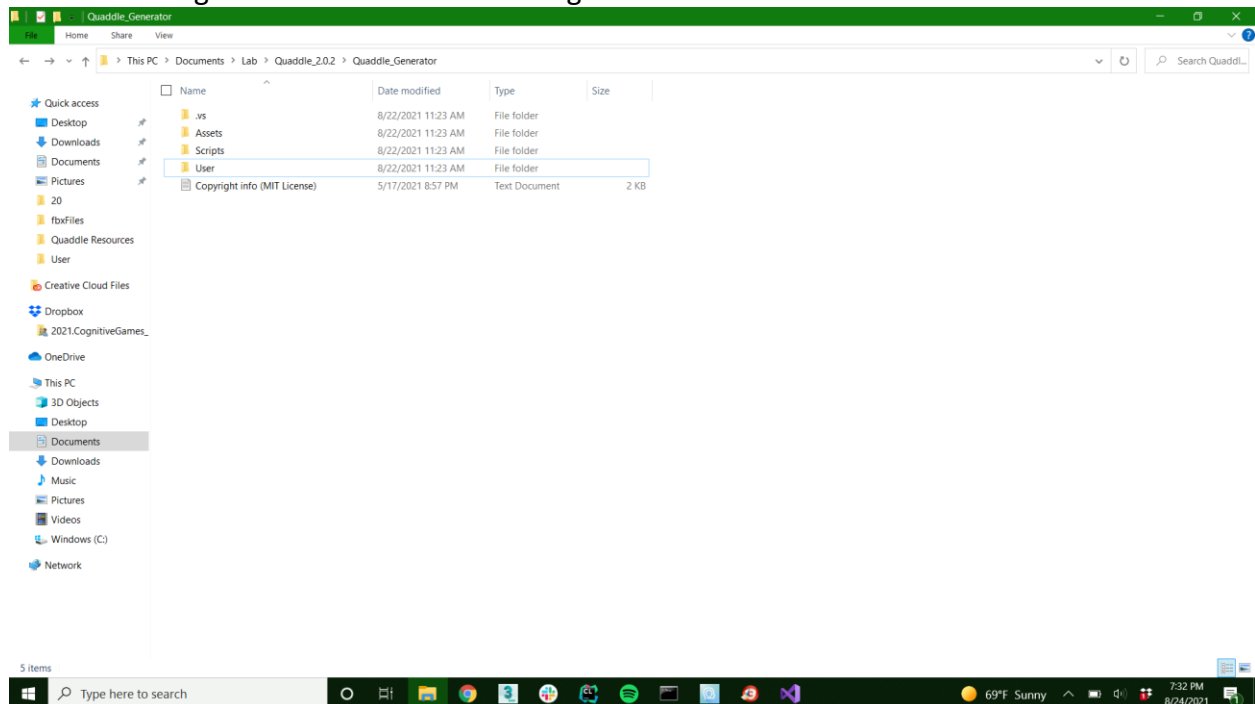 Quaddle_Generator
File Home Share View
This PC > Documents > Lab > Quaddle_2.0.2 > Quaddle_Generator
Search Quaddl...
Name Date modified Type Size
.vs 8/22/2021 11:23 AM File folder
Assets 8/22/2021 11:23 AM File folder
Scripts 8/22/2021 11:23 AM File folder
User 8/22/2021 11:23 AM File folder
Copyright info (MIT License) 5/17/2021 8:57 PM Text Document 2 KB
Quick access
Desktop
Downloads
Documents
Pictures
20
fbxFiles
Quaddle Resources
User
Creative Cloud Files
Dropbox
2021.CognitiveGames_
OneDrive
This PC
3D Objects
Desktop
Documents
Downloads
Music
Pictures
Videos
Windows (C:)
Network
5 items
Type here to search
69°F Sunny
7:32 PM
8/24/2021